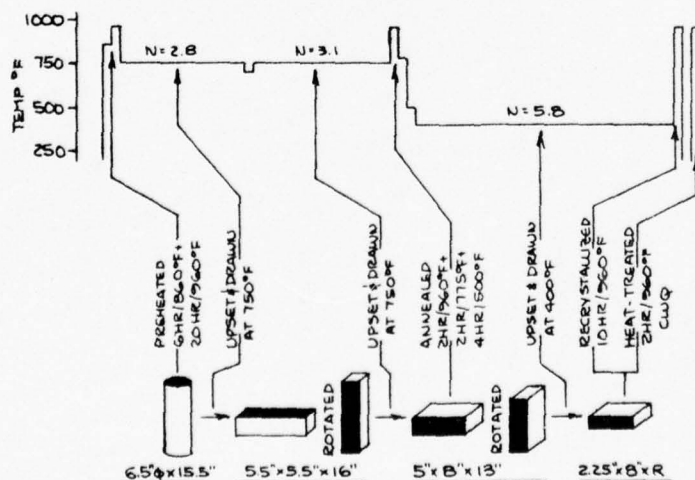 1000
750
500
250
TEMP °F
N=2.8
N=3.1
N=5.8
PREHEATED
6HR/860°F+
20HR/960°F
UPSET & DRAWN
AT 750°F
UPSET & DRAWN
AT 750°F
ANNEALED
2HR/960°F+
2HR/775°F+
4HR/500°F
UPSET & DRAWN
AT 400°F
RECRYSTALLIZED
10HR/960°F
HEAT-TREATED
2HR/960°F
CWQ
ROTATED
ROTATED
6.5"φ×15.5"
5.5"×5.5"×16"
5"×8"×13"
2.25"×8"×R